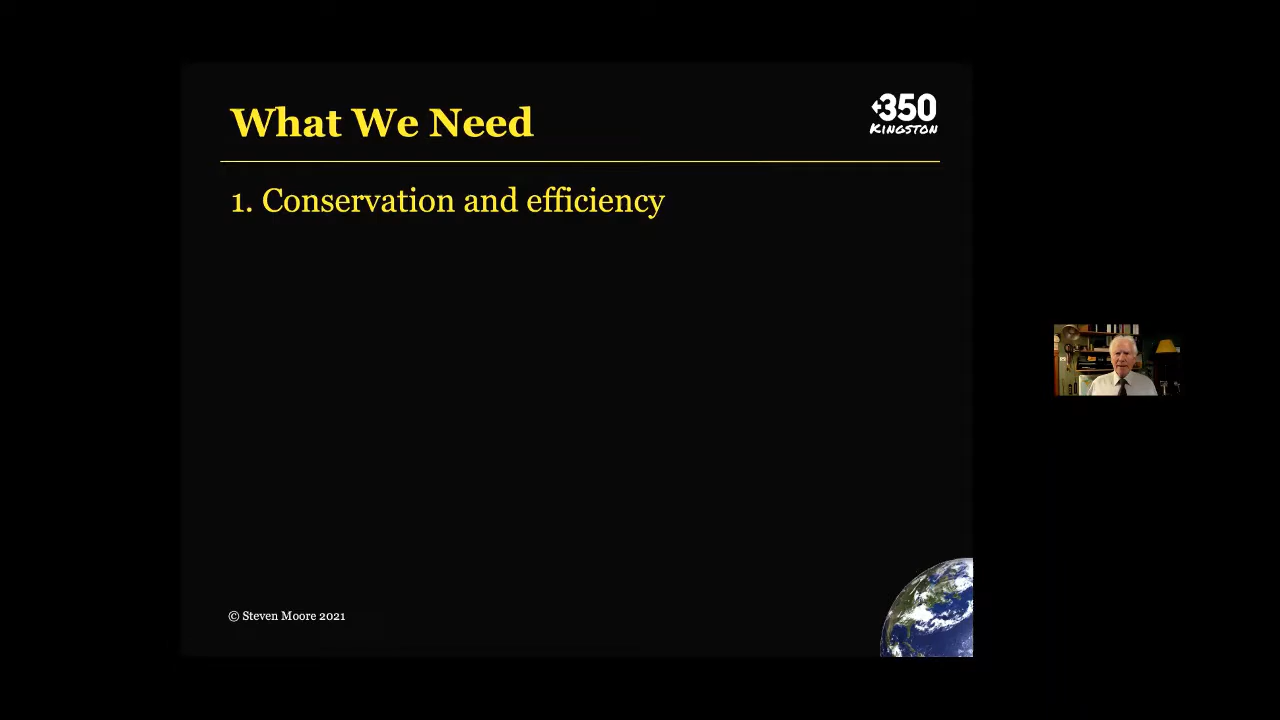 What We Need
350
KINGSTON
1. Conservation and efficiency
© Steven Moore 2021